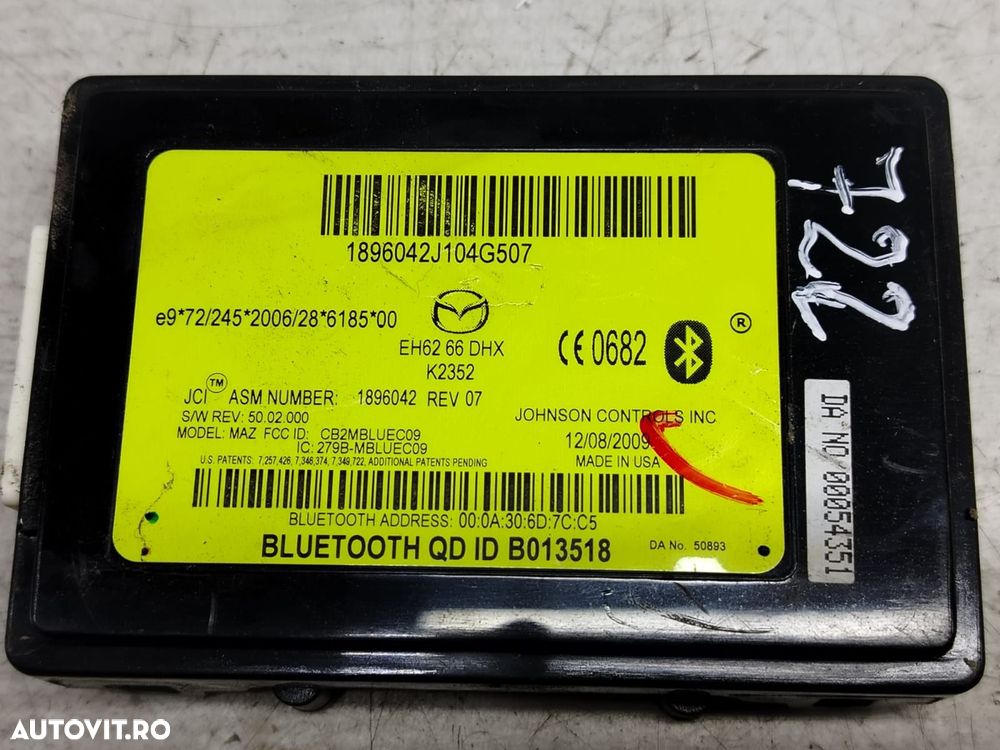 1896042J104G507
e9*72/245*2006/28*6185*00
EH62 66 DHX
K2352
CE 0682
®
JCI™ ASM NUMBER: 1896042 REV 07
S/W REV: 50.02.000
MODEL: MAZ FCC ID: CB2MBLUEC09
IC: 279B-MBLUEC09
U.S. PATENTS: 7,257,426, 7,346,374, 7,349,722, ADDITIONAL PATENTS PENDING
JOHNSON CONTROLS INC
12/08/2009
MADE IN USA
BLUETOOTH ADDRESS: 00:0A:30:6D:7C:C5
BLUETOOTH QD ID B013518
DA No. 50893
722
DA NO 00054351
AUTOVIT.RO